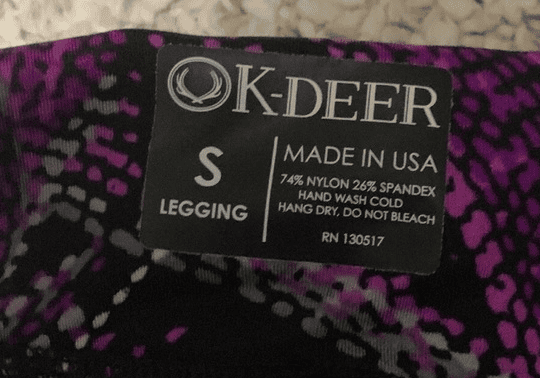 K-DEER
S
LEGGING
MADE IN USA
74% NYLON 26% SPANDEX
HAND WASH COLD
HANG DRY, DO NOT BLEACH
RN 130517